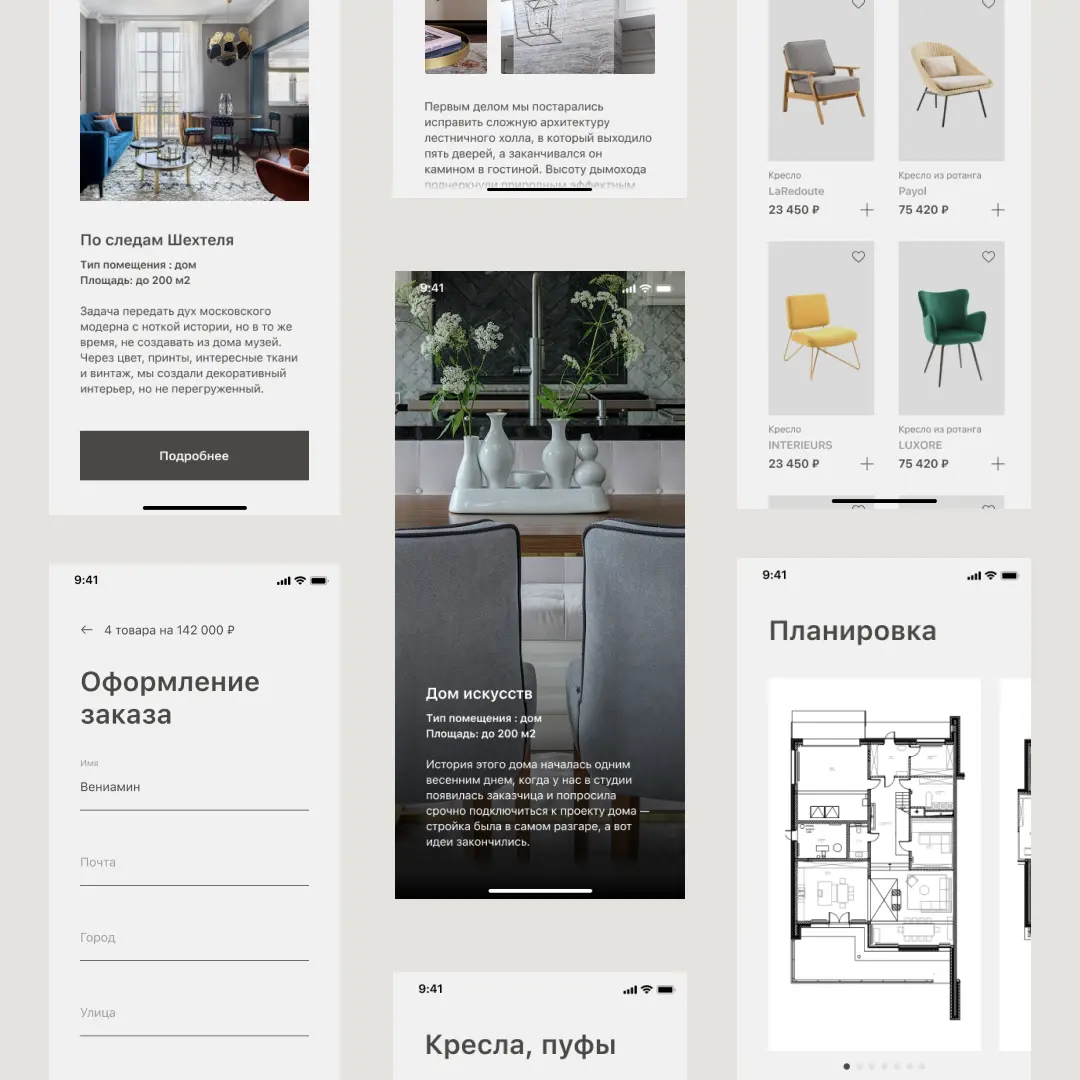 По следам Шехтеля
Тип помещения : дом
Площадь: до 200 м2
Задача передать дух московского
модерна с ноткой истории, но в то же
время, не создавать из дома музей.
Через цвет, принты, интересные ткани
и винтаж, мы создали декоративный
интерьер, но не перегруженный.
Подробнее
9:41
4 товара на 142 000 ₽
Оформление
заказа
Имя
Вениамин
Почта
Город
Улица
Первым делом мы постарались
исправить сложную архитектуру
лестничного холла, в который выходило
пять дверей, а заканчивался он
камином в гостиной. Высоту дымохода
подчеркнули природным эффектным
9:41
Дом искусств
Тип помещения : дом
Площадь: до 200 м2
История этого дома началась одним
весенним днем, когда у нас в студии
появилась заказчица и попросила
срочно подключиться к проекту дома —
стройка была в самом разгаре, а вот
идеи закончились.
9:41
Кресла, пуфы
Кресло
LaRedoute
23 450 ₽
Кресло из ротанга
Payol
75 420 ₽
Кресло
INTERIEURS
23 450 ₽
Кресло из ротанга
LUXORE
75 420 ₽
9:41
Планировка